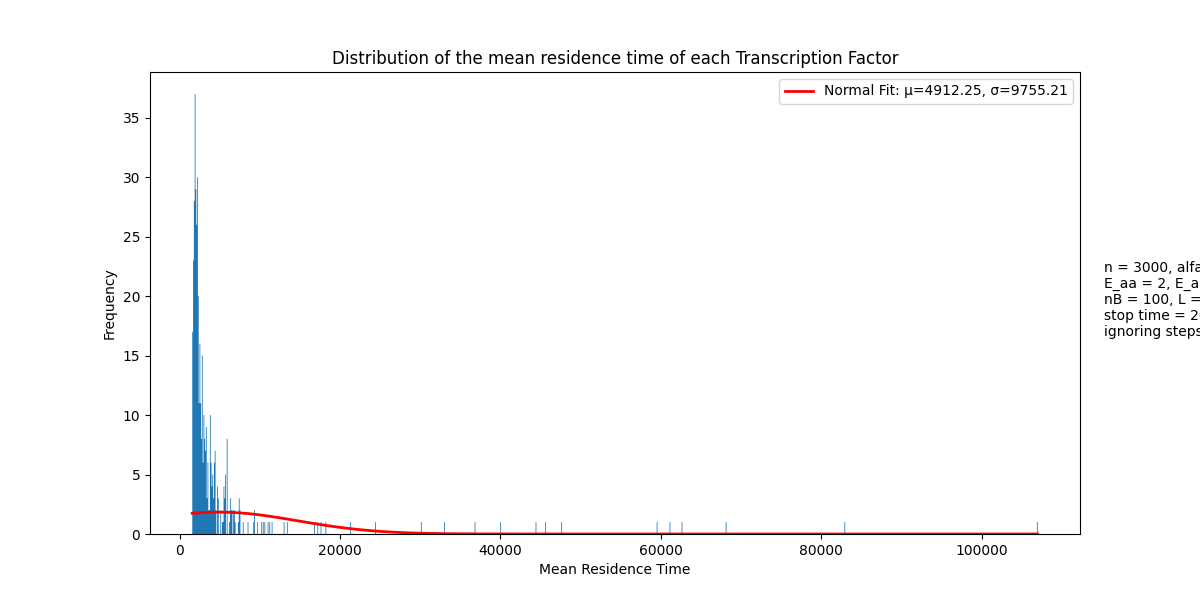 Distribution of the mean residence time of each Transcription Factor
Normal Fit: μ=4912.25, σ=9755.21
Frequency
35
30
25
20
15
10
5
0
0 20000 40000 60000 80000 100000
Mean Residence Time
n = 3000, alfa
E_aa = 2, E_a
nB = 100, L =
stop time = 2
ignoring steps